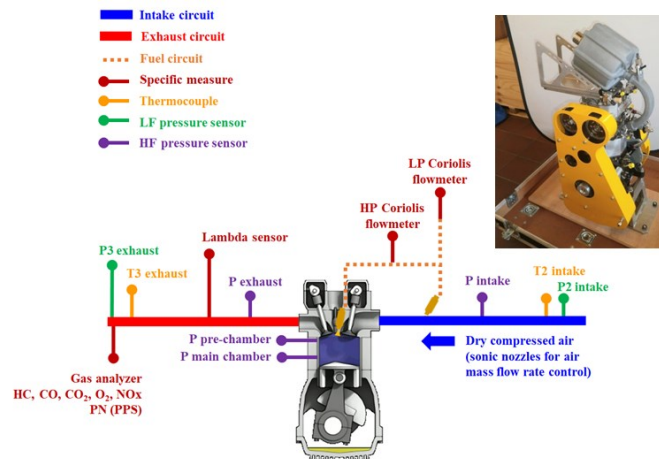 Intake circuit
Exhaust circuit
Fuel circuit
Specific measure
Thermocouple
LF pressure sensor
HF pressure sensor
LP Coriolis
flowmeter
HP Coriolis
flowmeter
Lambda sensor
P3 exhaust
T3 exhaust
P exhaust
P intake
T2 intake
P2 intake
P pre-chamber
P main chamber
Dry compressed air
(sonic nozzles for air
mass flow rate control)
Gas analyzer
HC, CO, CO₂, O₂, NOx
PN (PPS)